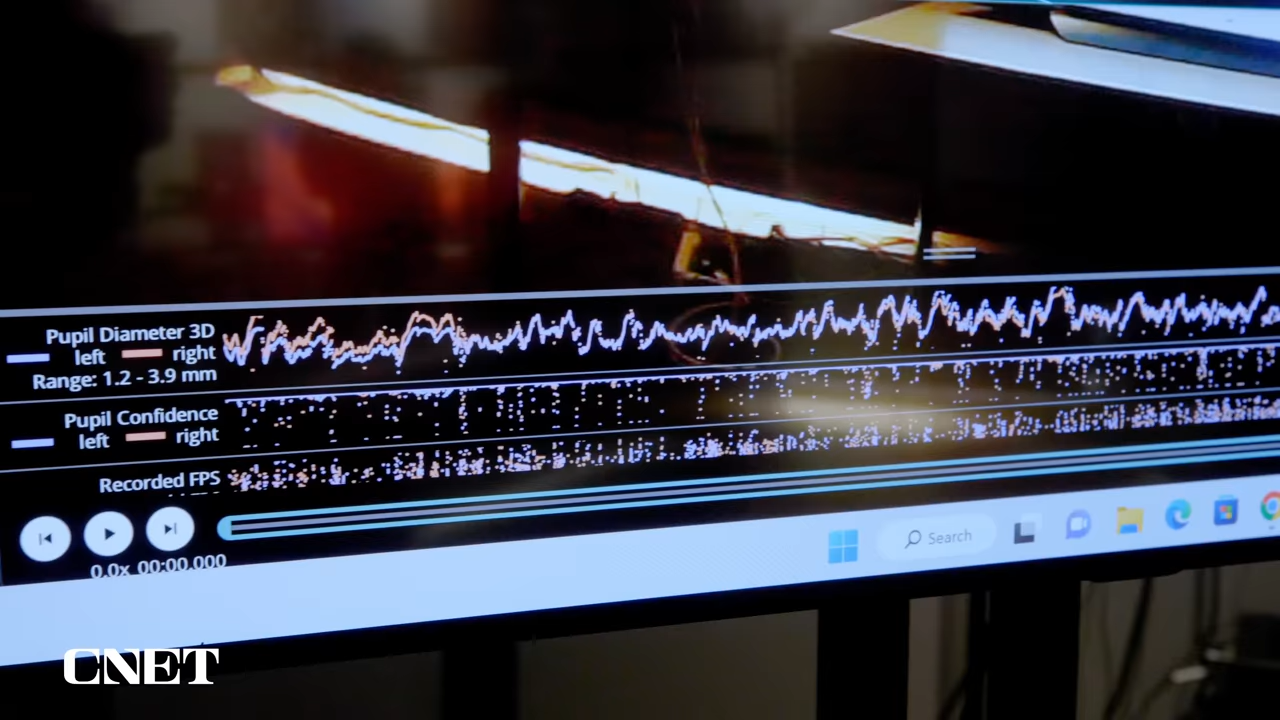 Pupil Diameter 3D
left right
Range: 1.2 - 3.9 mm
Pupil Confidence
left right
Recorded FPS
0.0x 00:00.000
Search
CNET